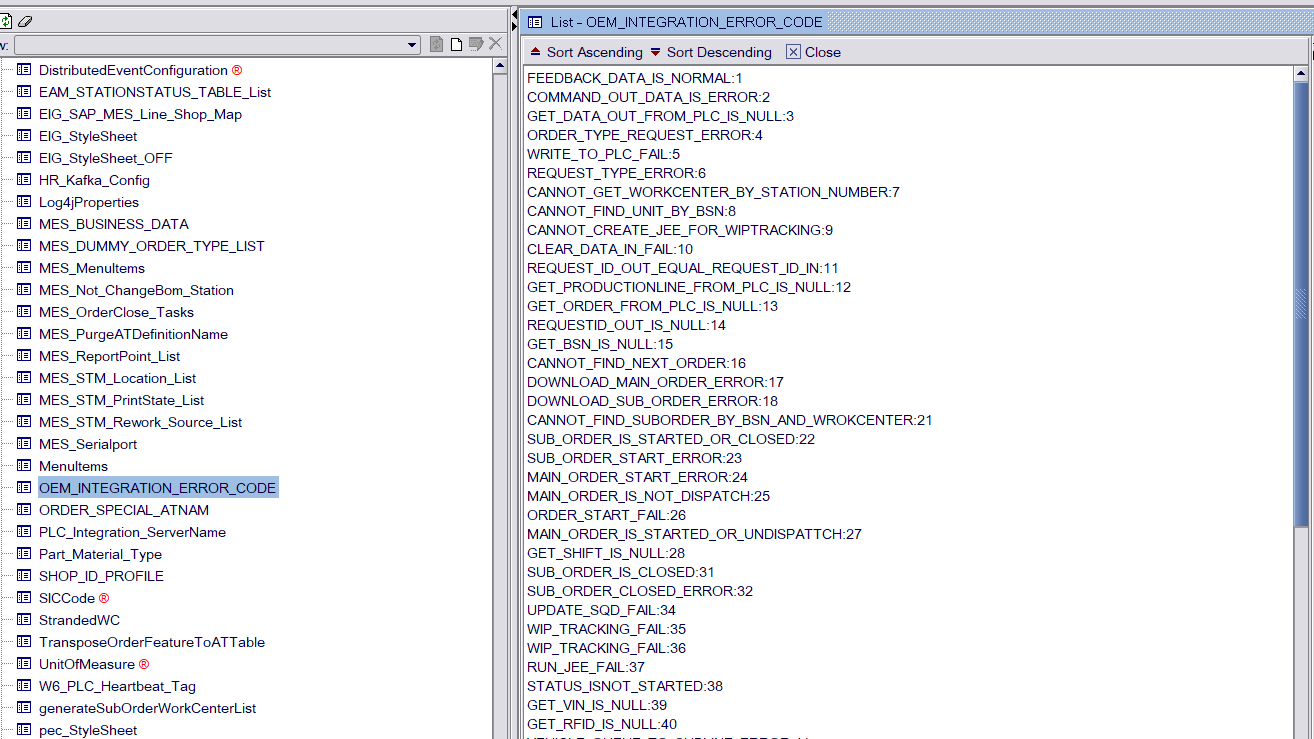 w:
DistributedEventConfiguration ®
EAM_STATIONSTATUS_TABLE_List
EIG_SAP_MES_Line_Shop_Map
EIG_StyleSheet
EIG_StyleSheet_OFF
HR_Kafka_Config
Log4jProperties
MES_BUSINESS_DATA
MES_DUMMY_ORDER_TYPE_LIST
MES_MenuItems
MES_Not_ChangeBom_Station
MES_OrderClose_Tasks
MES_PurgeATDefinitionName
MES_ReportPoint_List
MES_STM_Location_List
MES_STM_PrintState_List
MES_STM_Rework_Source_List
MES_Serialport
MenuItems
OEM_INTEGRATION_ERROR_CODE
ORDER_SPECIAL_ATNAM
PLC_Integration_ServerName
Part_Material_Type
SHOP_ID_PROFILE
SICCode ®
StrandedWC
TransposeOrderFeatureToATTable
UnitOfMeasure ®
W6_PLC_Heartbeat_Tag
generateSubOrderWorkCenterList
pec_StyleSheet
List - OEM_INTEGRATION_ERROR_CODE
Sort Ascending Sort Descending Close
FEEDBACK_DATA_IS_NORMAL:1
COMMAND_OUT_DATA_IS_ERROR:2
GET_DATA_OUT_FROM_PLC_IS_NULL:3
ORDER_TYPE_REQUEST_ERROR:4
WRITE_TO_PLC_FAIL:5
REQUEST_TYPE_ERROR:6
CANNOT_GET_WORKCENTER_BY_STATION_NUMBER:7
CANNOT_FIND_UNIT_BY_BSN:8
CANNOT_CREATE_JEE_FOR_WIPTRACKING:9
CLEAR_DATA_IN_FAIL:10
REQUEST_ID_OUT_EQUAL_REQUEST_ID_IN:11
GET_PRODUCTIONLINE_FROM_PLC_IS_NULL:12
GET_ORDER_FROM_PLC_IS_NULL:13
REQUESTID_OUT_IS_NULL:14
GET_BSN_IS_NULL:15
CANNOT_FIND_NEXT_ORDER:16
DOWNLOAD_MAIN_ORDER_ERROR:17
DOWNLOAD_SUB_ORDER_ERROR:18
CANNOT_FIND_SUBORDER_BY_BSN_AND_WROKCENTER:21
SUB_ORDER_IS_STARTED_OR_CLOSED:22
SUB_ORDER_START_ERROR:23
MAIN_ORDER_START_ERROR:24
MAIN_ORDER_IS_NOT_DISPATCH:25
ORDER_START_FAIL:26
MAIN_ORDER_IS_STARTED_OR_UNDISPATTCH:27
GET_SHIFT_IS_NULL:28
SUB_ORDER_IS_CLOSED:31
SUB_ORDER_CLOSED_ERROR:32
UPDATE_SQD_FAIL:34
WIP_TRACKING_FAIL:35
WIP_TRACKING_FAIL:36
RUN_JEE_FAIL:37
STATUS_ISNOT_STARTED:38
GET_VIN_IS_NULL:39
GET_RFID_IS_NULL:40